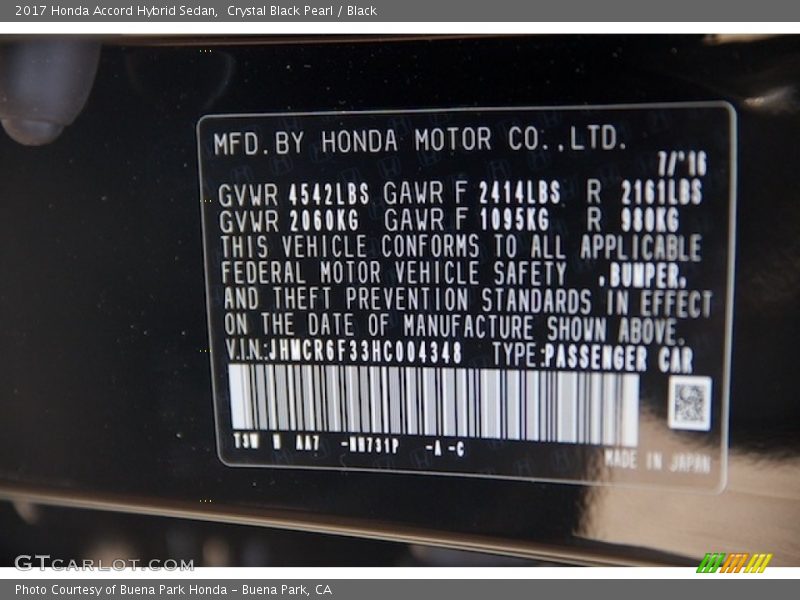 2017 Honda Accord Hybrid Sedan,  Crystal Black Pearl / Black
MFD. BY HONDA MOTOR CO.,LTD.
7/'16
GVWR 4542LBS GAWR F 2414LBS R 2161LBS
GVWR 2060KG GAWR F 1095KG R 980KG
THIS VEHICLE CONFORMS TO ALL APPLICABLE
FEDERAL MOTOR VEHICLE SAFETY ,BUMPER,
AND THEFT PREVENTION STANDARDS IN EFFECT
ON THE DATE OF MANUFACTURE SHOWN ABOVE.
V.I.N.:JHMCR6F33HC004348 TYPE:PASSENGER CAR
AA7 -NH731P -A -C
MADE IN JAPAN
GTCARLOT.COM
Photo Courtesy of Buena Park Honda – Buena Park, CA